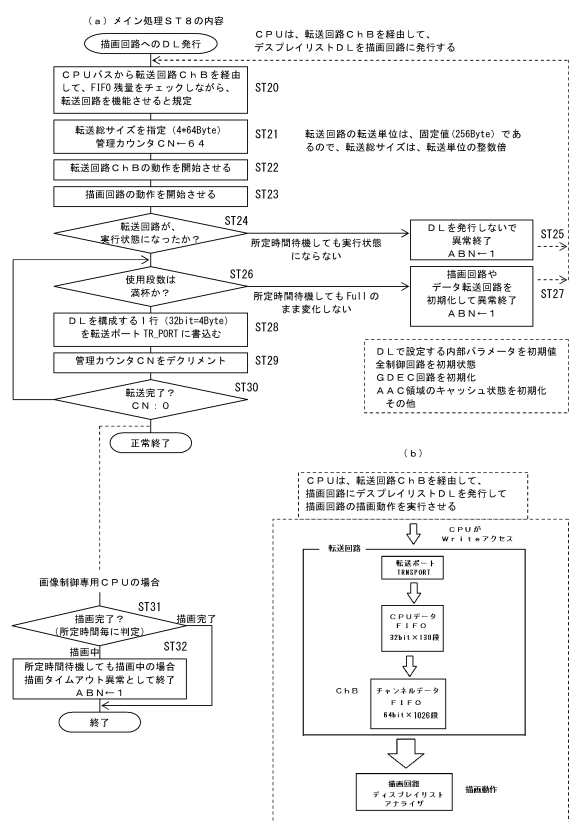 (a)メイン処理ST8の内容
描画回路へのDL発行
CPUは、転送回路ChBを経由して、
デスプレイリストDLを描画回路に発行する
CPUバスから転送回路ChBを経由
して、FIFO残量をチェックしながら、
転送回路を機能させると規定
ST20
転送総サイズを指定(4*64Byte)
管理カウンタCN←64
ST21
転送回路の転送単位は、固定値(256Byte)であ
るので、転送総サイズは、転送単位の整数倍
転送回路ChBの動作を開始させる
ST22
描画回路の動作を開始させる
ST23
転送回路が、
実行状態になったか?
ST24
所定時間待機しても実行状態
にならない
DLを発行しないで
異常終了
ABN←1
ST25
使用段数は
満杯か?
ST26
所定時間待機してもFullの
まま変化しない
描画回路や
データ転送回路を
初期化して異常終了
ABN←1
ST27
DLを構成する1行(32bit=4Byte)
を転送ポートTR_PORTに書込む
ST28
管理カウンタCNをデクリメント
ST29
転送完了?
CN:0
ST30
正常終了
DLで設定する内部パラメータを初期値
全制御回路を初期状態
GDEC回路を初期化
AAC領域のキャッシュ状態を初期化
その他
(b)
CPUは、転送回路ChBを経由して、
描画回路にデスプレイリストDLを発行して
描画回路の描画動作を実行させる
CPUが
Writeアクセス
転送回路
転送ポート
TRNSPORT
CPUデータ
FIFO
32bit×130段
ChB
チャンネルデータ
FIFO
64bit×1026段
描画回路
ディスプレイリスト
アナライザ
描画動作
画像制御専用CPUの場合
描画完了?
(所定時間毎に判定)
ST31
描画完了
描画中
ST32
所定時間待機しても描画中の場合
描画タイムアウト異常として終了
ABN←1
終了